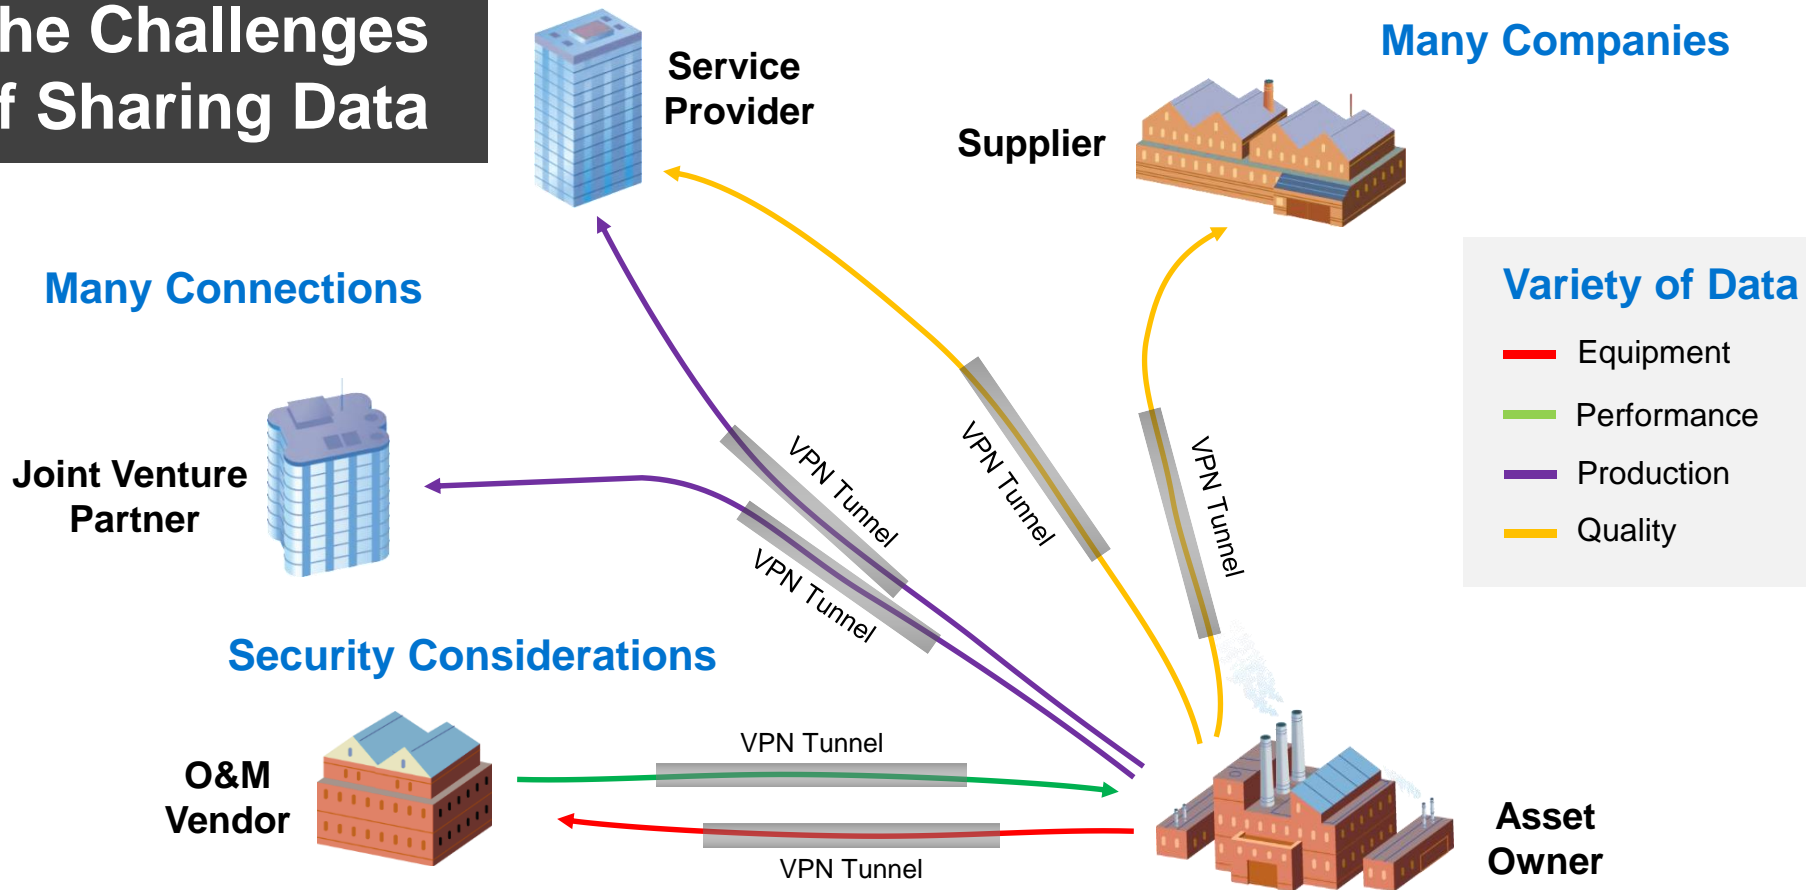 he Challenges
f Sharing Data
Service
Provider
Many Companies
Supplier
Many Connections
Variety of Data
Equipment
Performance
Production
Quality
Joint Venture
Partner
VPN Tunnel
VPN Tunnel
VPN Tunnel
VPN Tunnel
Security Considerations
O&M
Vendor
VPN Tunnel
VPN Tunnel
Asset
Owner